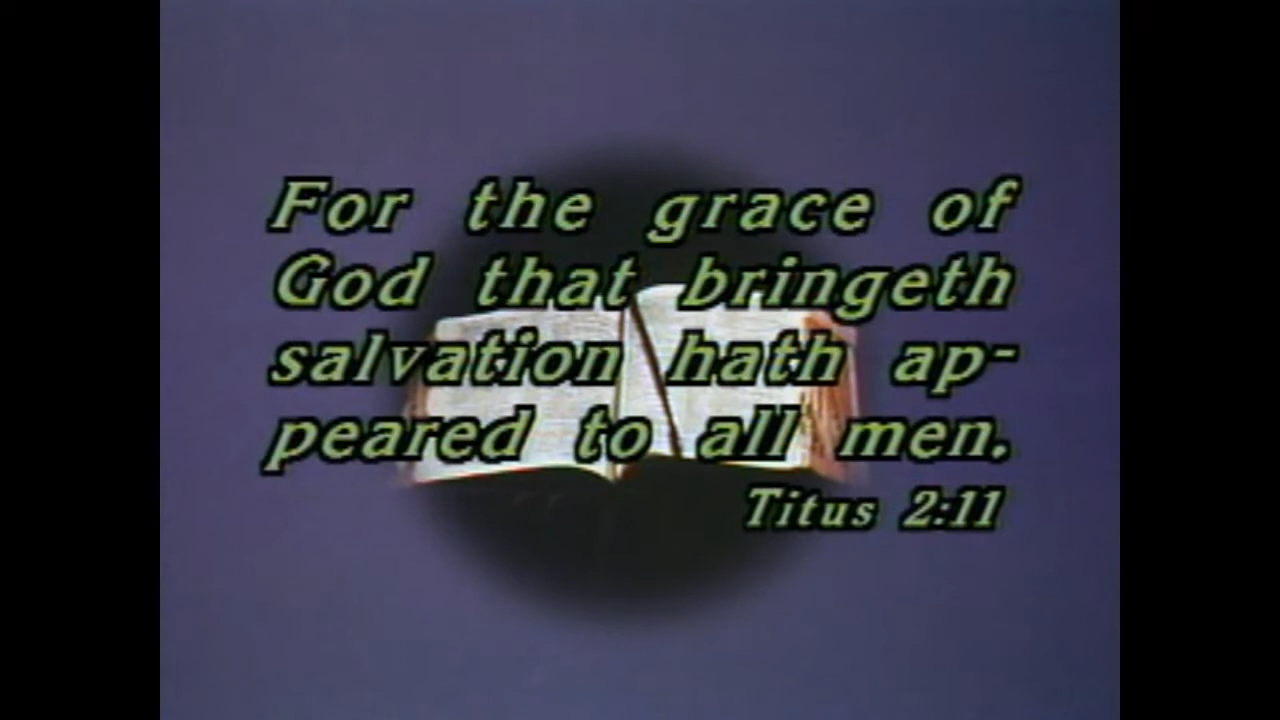 For the grace of
God that bringeth
salvation hath ap-
peared to all men.
Titus 2:11